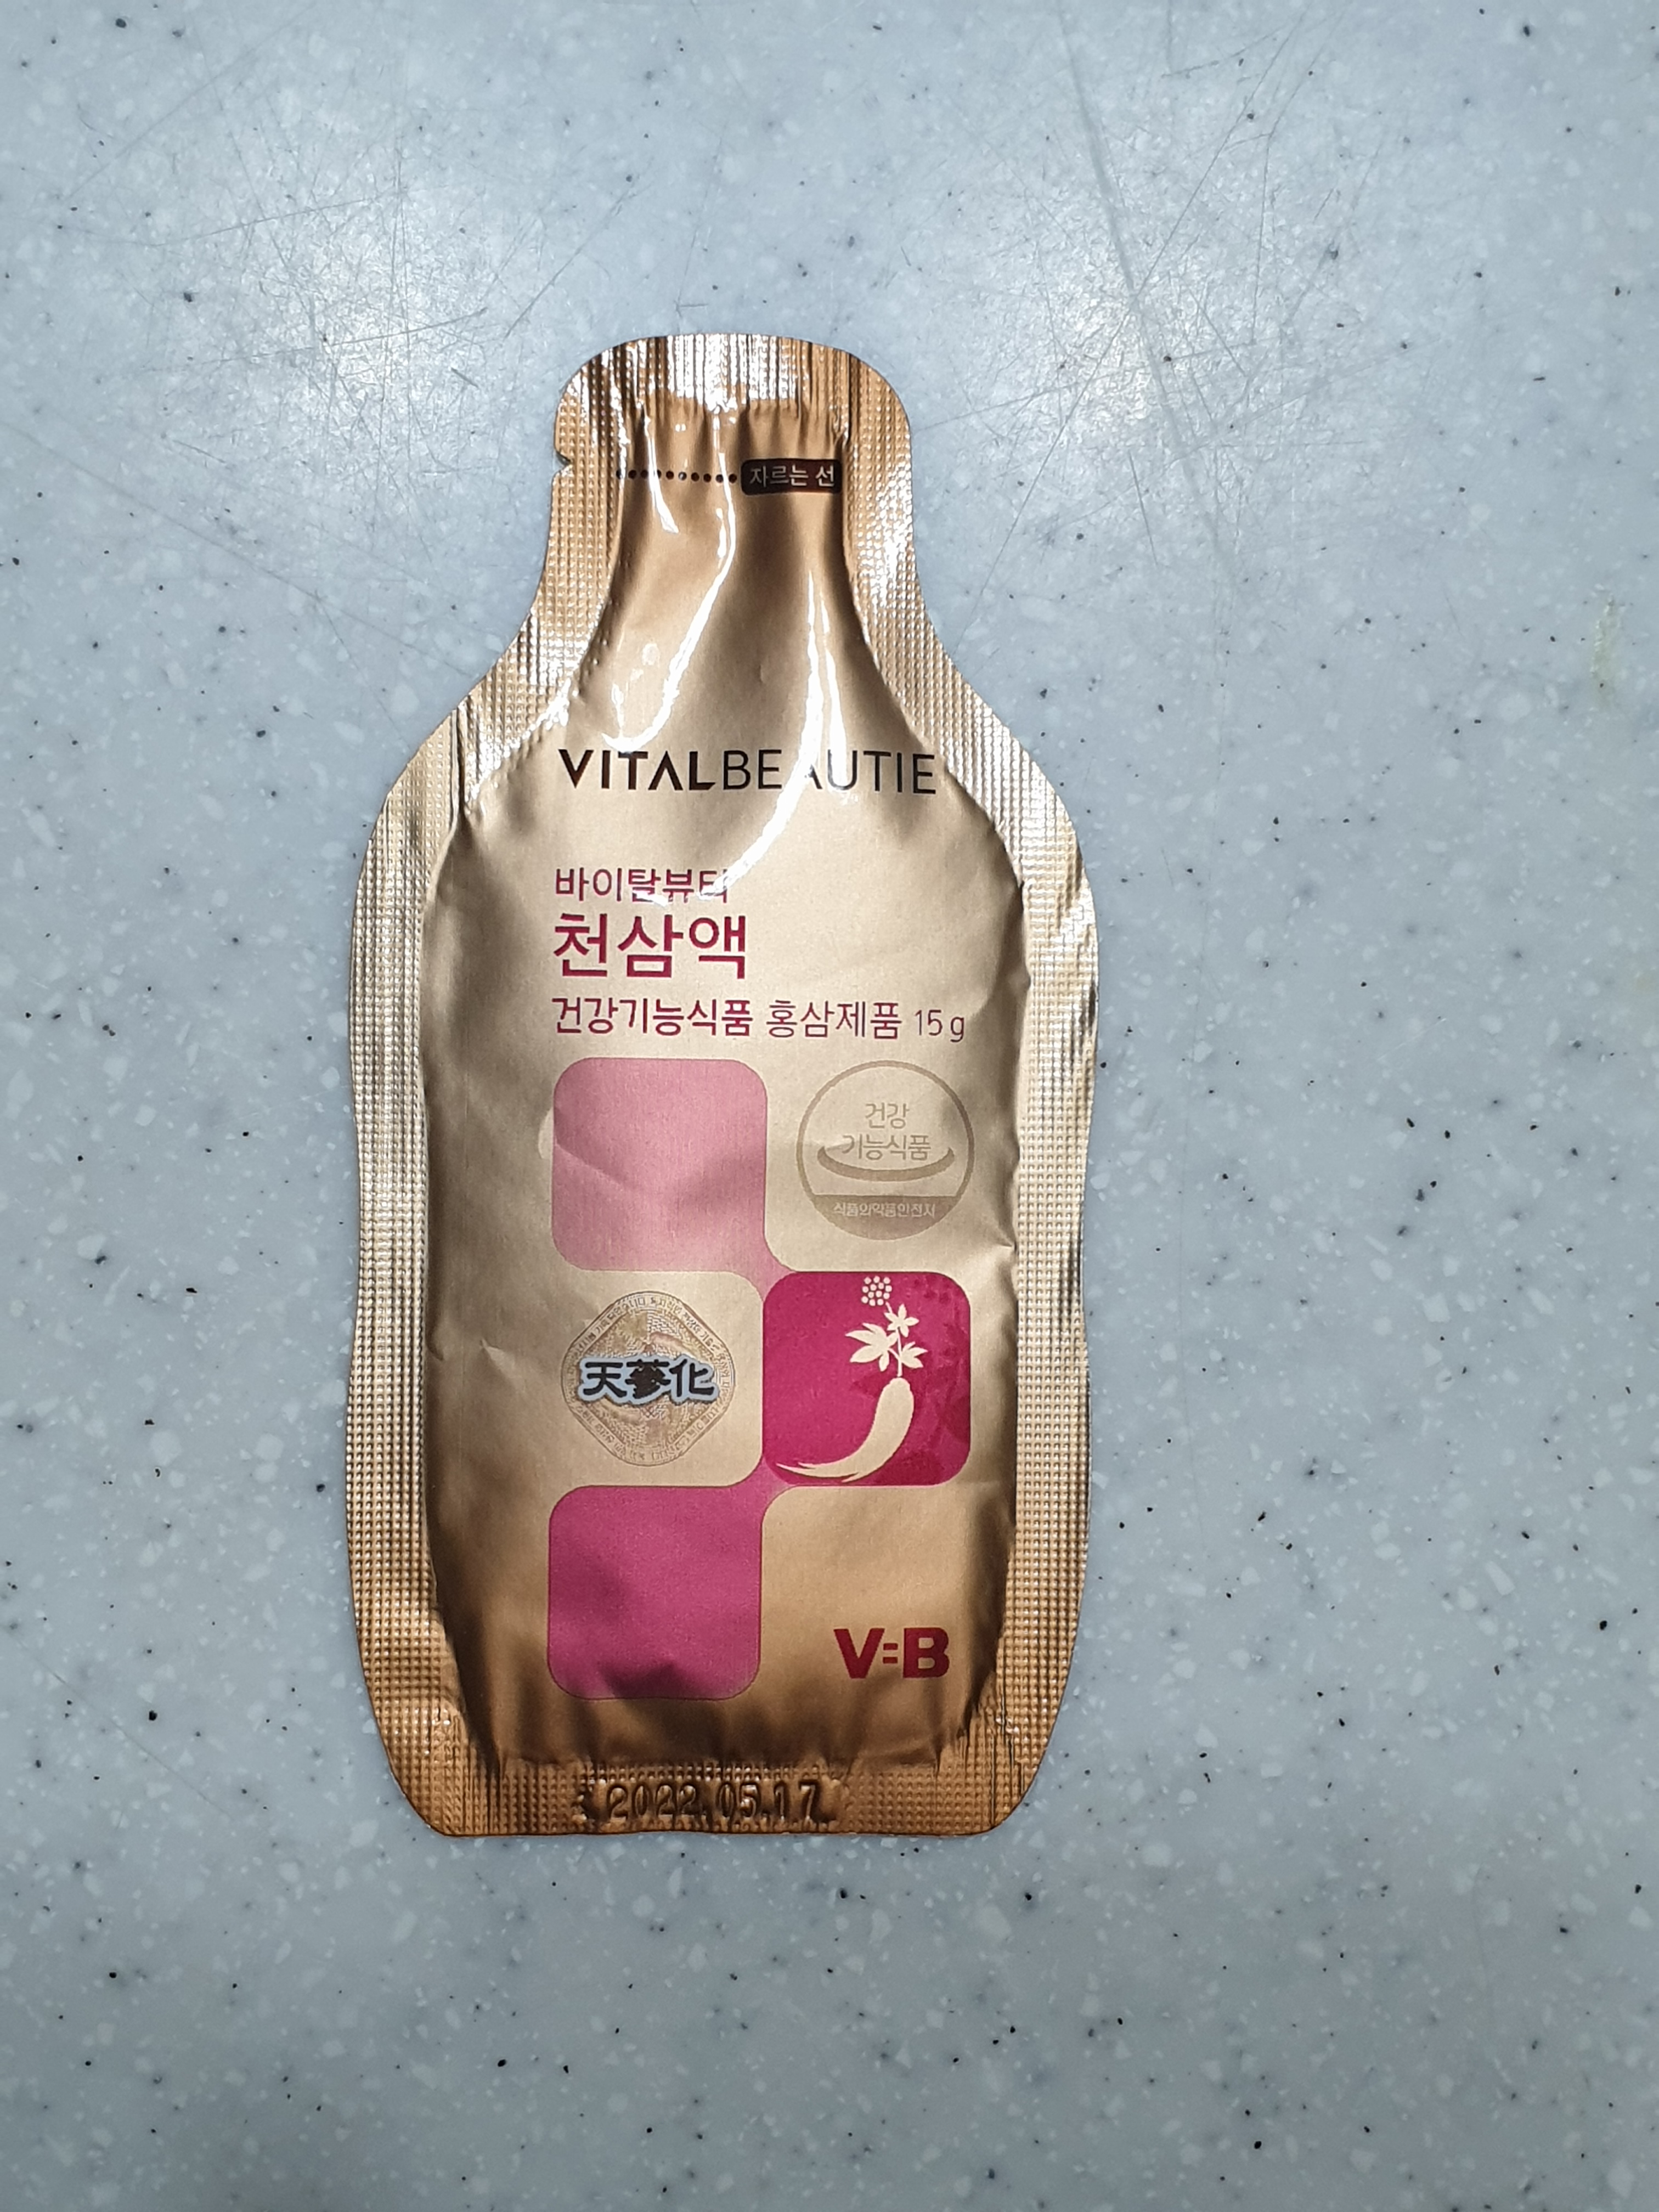 자르는 선
VITALBEAUTIE
바이탈뷰티
천삼액
건강기능식품 홍삼제품 15g
건강
기능식품
식품의약품안전처
天蔘化
V=B
2022.05.17